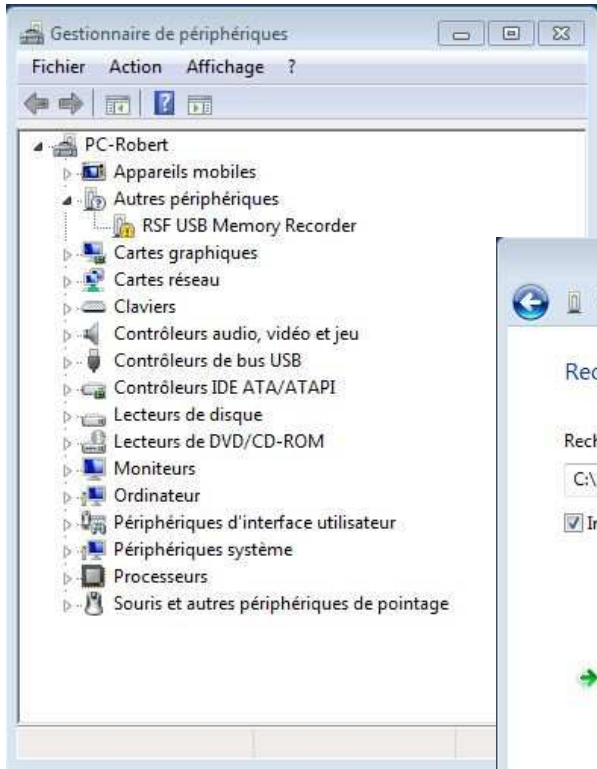 Gestionnaire de périphériques
Fichier Action Affichage ?
PC-Robert
Appareils mobiles
Autres périphériques
RSF USB Memory Recorder
Cartes graphiques
Cartes réseau
Claviers
Contrôleurs audio, vidéo et jeu
Contrôleurs de bus USB
Contrôleurs IDE ATA/ATAPI
Lecteurs de disque
Lecteurs de DVD/CD-ROM
Moniteurs
Ordinateur
Périphériques d'interface utilisateur
Périphériques système
Processeurs
Souris et autres périphériques de pointage
C:\